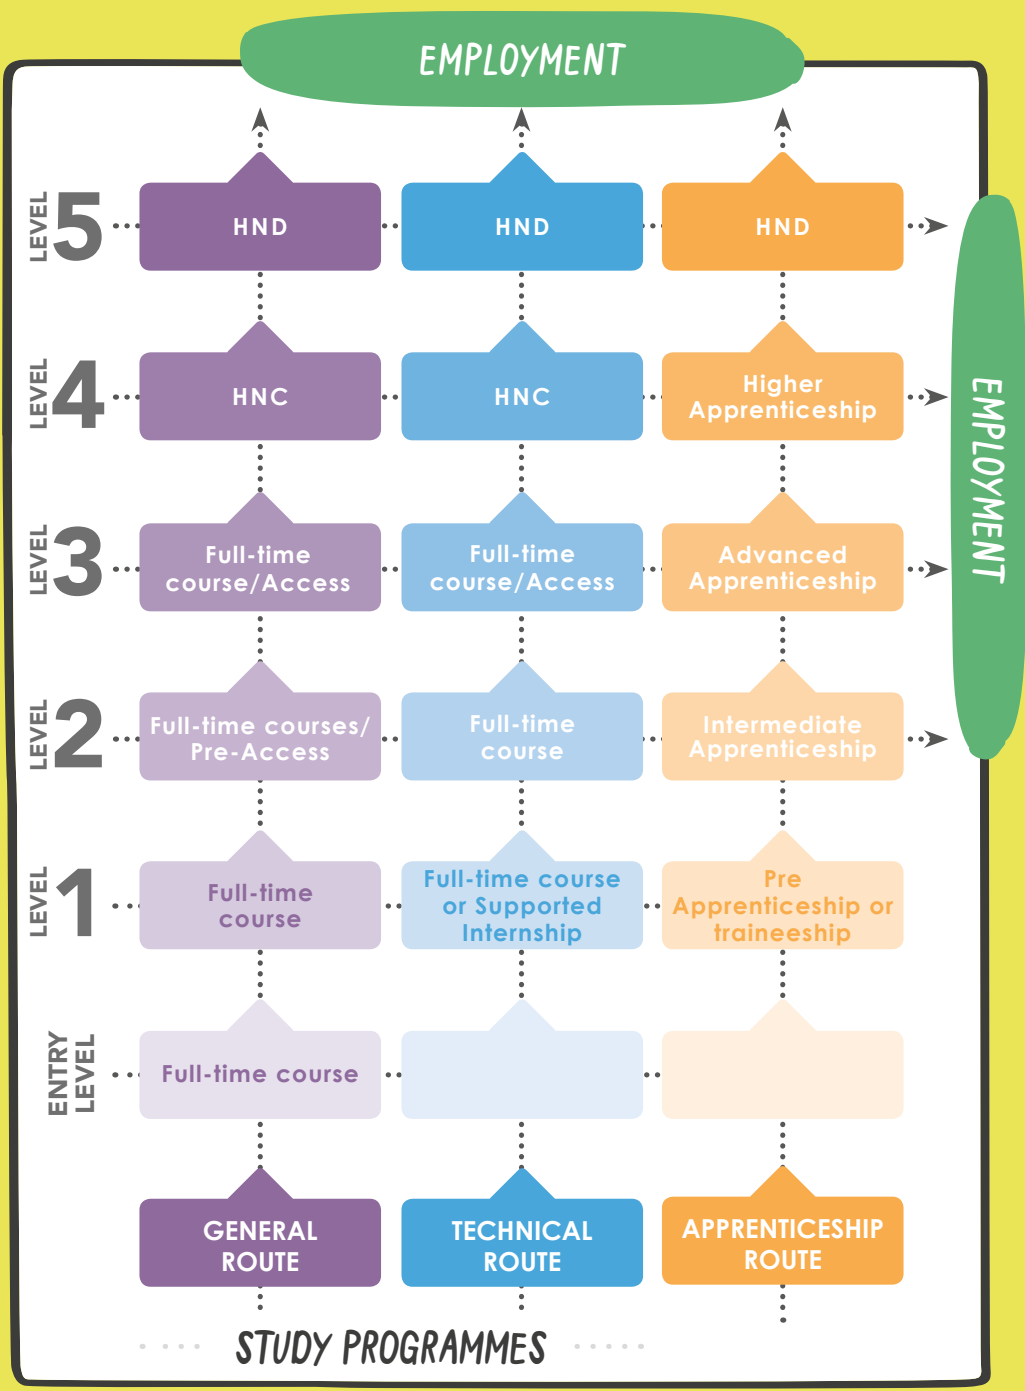 EMPLOYMENT
LEVEL 5
HND
HND
HND
LEVEL 4
HNC
HNC
Higher
Apprenticeship
EMPLOYMENT
LEVEL 3
Full-time
course/Access
Full-time
course/Access
Advanced
Apprenticeship
LEVEL 2
Full-time courses/
Pre-Access
Full-time
course
Intermediate
Apprenticeship
LEVEL 1
Full-time
course
Full-time course
or Supported
Internship
Pre
Apprenticeship or
traineeship
ENTRY
LEVEL
Full-time course
GENERAL
ROUTE
TECHNICAL
ROUTE
APPRENTICESHIP
ROUTE
STUDY PROGRAMMES